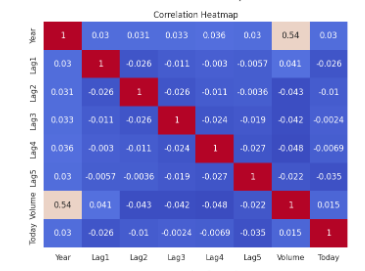 Correlation Heatmap
Year 1 0.03 0.031 0.033 0.036 0.03 0.54 0.03
Lag1 0.03 1 -0.026 -0.011 -0.003 -0.0057 0.041 -0.026
Lag2 0.031 -0.026 1 -0.026 -0.011 -0.0036 -0.043 -0.01
Lag3 0.033 -0.011 -0.026 1 -0.024 -0.019 -0.042 -0.0024
Lag4 0.036 -0.003 -0.011 -0.024 1 -0.027 -0.048 -0.0069
Lag5 0.03 -0.0057 -0.0036 -0.019 -0.027 1 -0.022 -0.035
Volume 0.54 0.041 -0.043 -0.042 -0.048 -0.022 1 0.015
Today 0.03 -0.026 -0.01 -0.0024 -0.0069 -0.035 0.015 1
Year Lag1 Lag2 Lag3 Lag4 Lag5 Volume Today